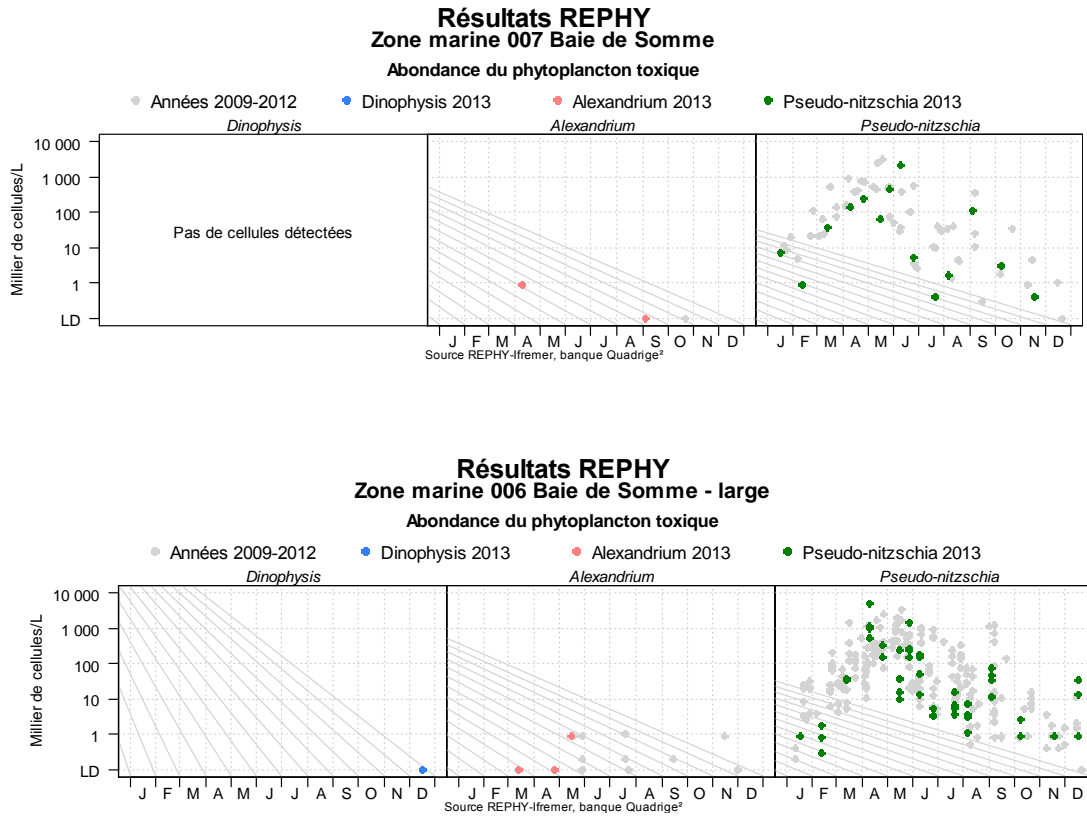 Résultats REPHY
Zone marine 007 Baie de Somme
Abondance du phytoplancton toxique
Années 2009-2012 Dinophysis 2013 Alexandrium 2013 Pseudo-nitzschia 2013
Dinophysis Alexandrium Pseudo-nitzschia
Millier de cellules/L
10 000
1 000
100
10
1
LD
Pas de cellules détectées
J F M A M J J A S O N D J F M A M J J A S O N D
Source REPHY-Ifremer, banque Quadrige²
Résultats REPHY
Zone marine 006 Baie de Somme - large
Abondance du phytoplancton toxique
Années 2009-2012 Dinophysis 2013 Alexandrium 2013 Pseudo-nitzschia 2013
Dinophysis Alexandrium Pseudo-nitzschia
Millier de cellules/L
10 000
1 000
100
10
1
LD
J F M A M J J A S O N D J F M A M J J A S O N D J F M A M J J A S O N D
Source REPHY-Ifremer, banque Quadrige²